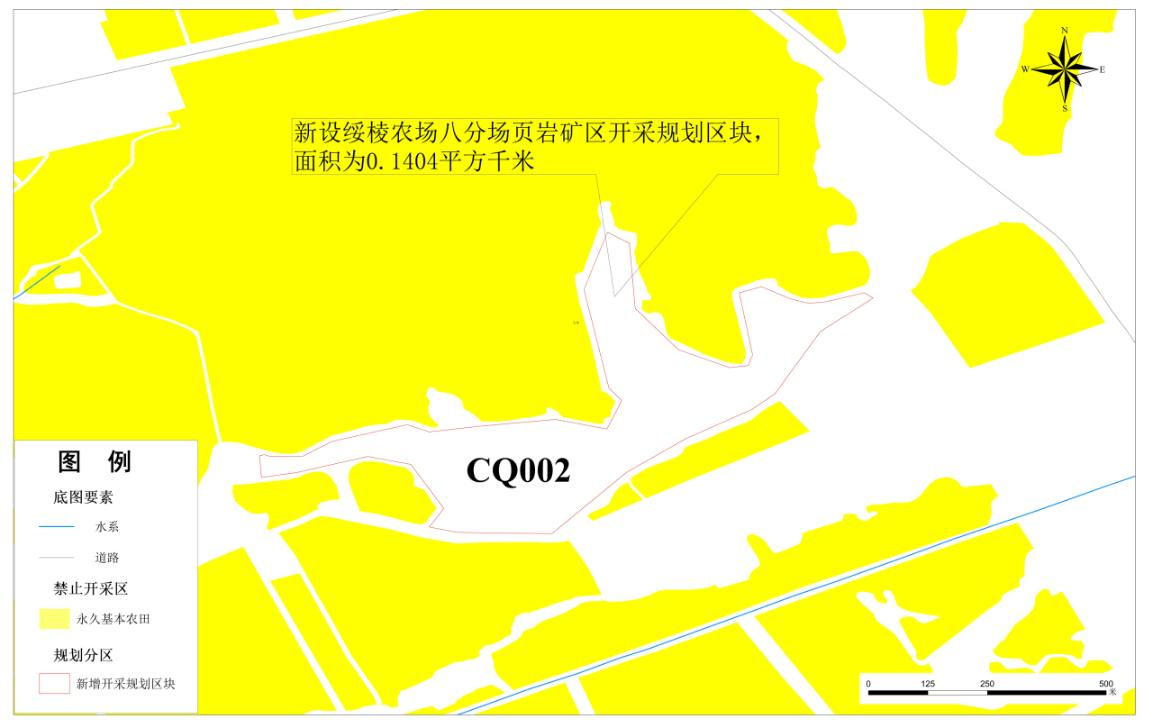 N
W
E
S
新设绥棱农场八分场页岩矿区开采规划区块，
面积为0.1404平方千米
CQ002
图 例
底图要素
水系
道路
禁止开采区
永久基本农田
规划分区
新增开采规划区块
0 125 250 500
米